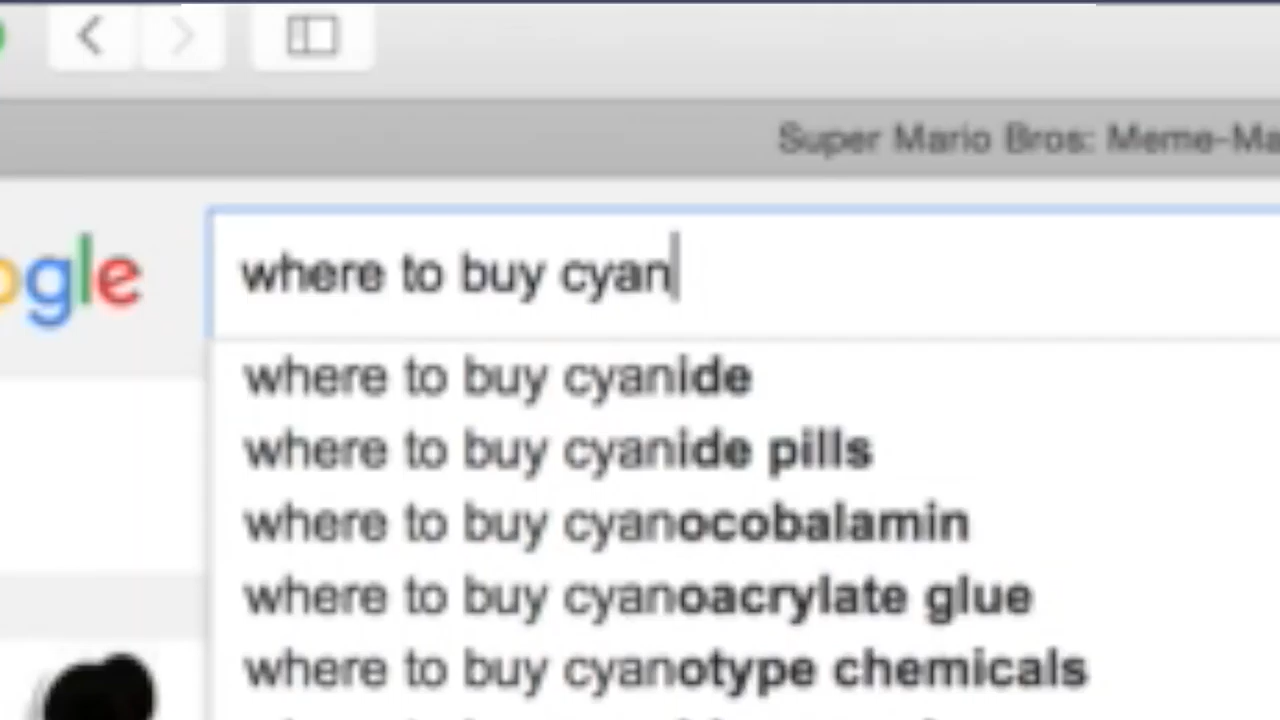 Super Mario Bros: Meme-Ma
ogle
where to buy cyan
where to buy cyanide
where to buy cyanide pills
where to buy cyanocobalamin
where to buy cyanoacrylate glue
where to buy cyanotype chemicals